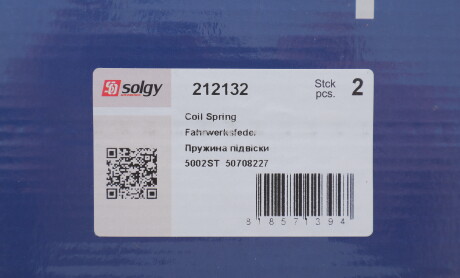 solgy 212132 Stck pcs. 2
Coil Spring
Fahrwerksfeder
Пружина підвіски
5002ST 50708227
818571394